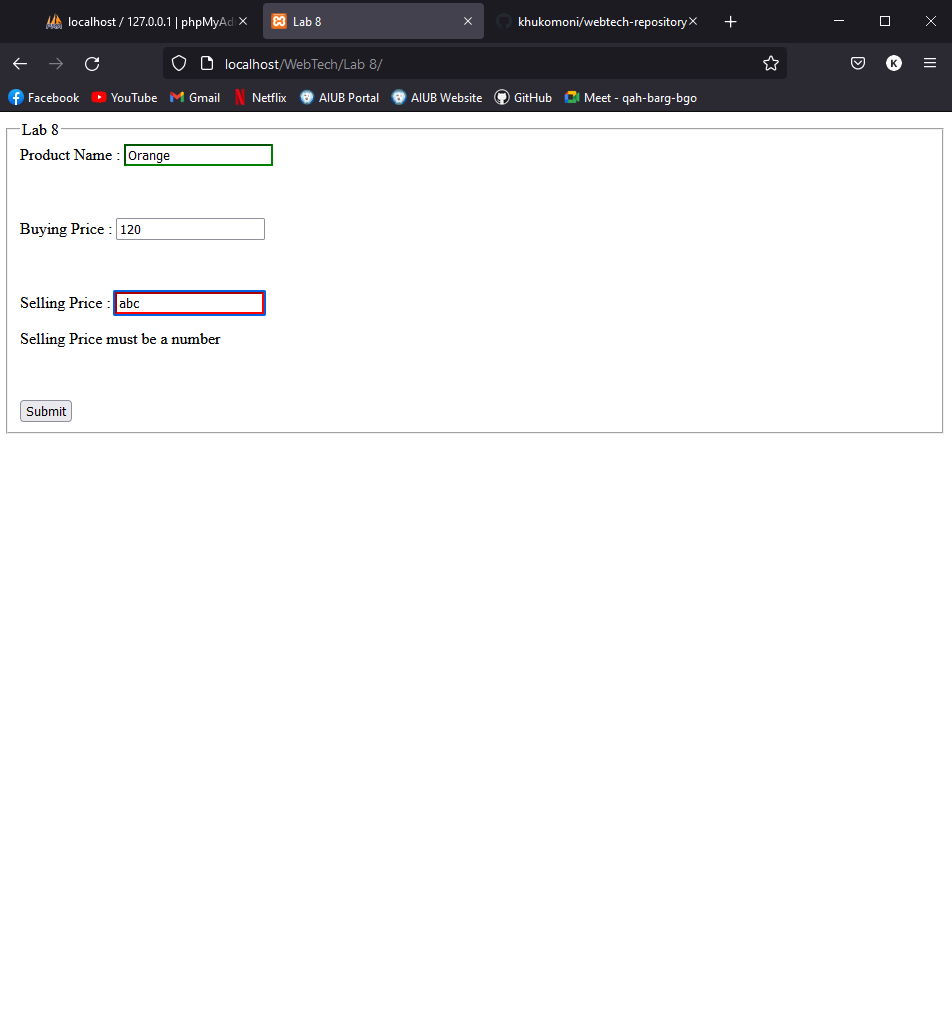 localhost / 127.0.0.1 | phpMyAd
Lab 8
khukomoni/webtech-repository
localhost/WebTech/Lab 8/
K
Facebook
YouTube
Gmail
Netflix
AIUB Portal
AIUB Website
GitHub
Meet - qah-barg-bgo
Lab 8
Product Name : Orange
Buying Price : 120
Selling Price : abc
Selling Price must be a number
Submit